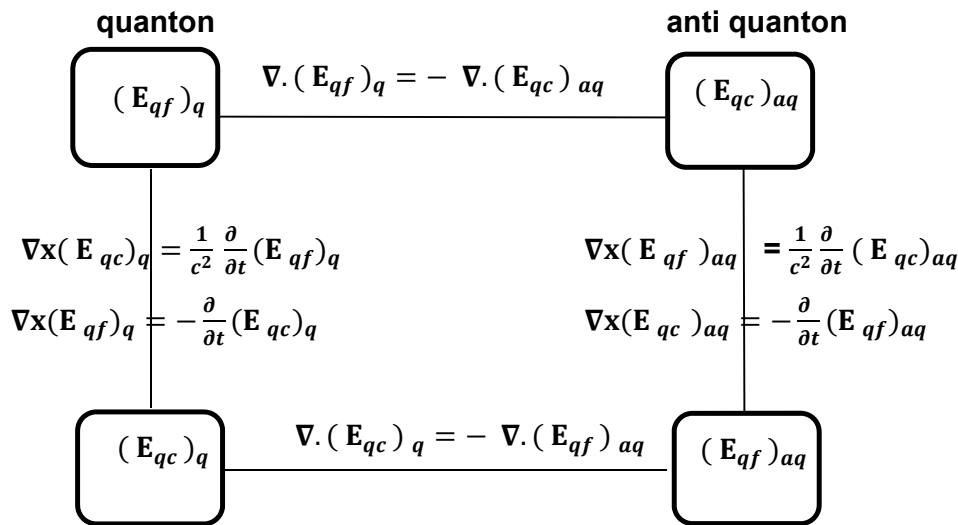 quanton anti quanton
(E_qf)_q ∇.(E_qf)_q = − ∇.(E_qc)_aq (E_qc)_aq
∇x(E_qc)_q = 1/c² ∂/∂t (E_qf)_q ∇x(E_qf)_aq = 1/c² ∂/∂t (E_qc)_aq
∇x(E_qf)_q = − ∂/∂t (E_qc)_q ∇x(E_qc)_aq = − ∂/∂t (E_qf)_aq
(E_qc)_q ∇.(E_qc)_q = − ∇.(E_qf)_aq (E_qf)_aq